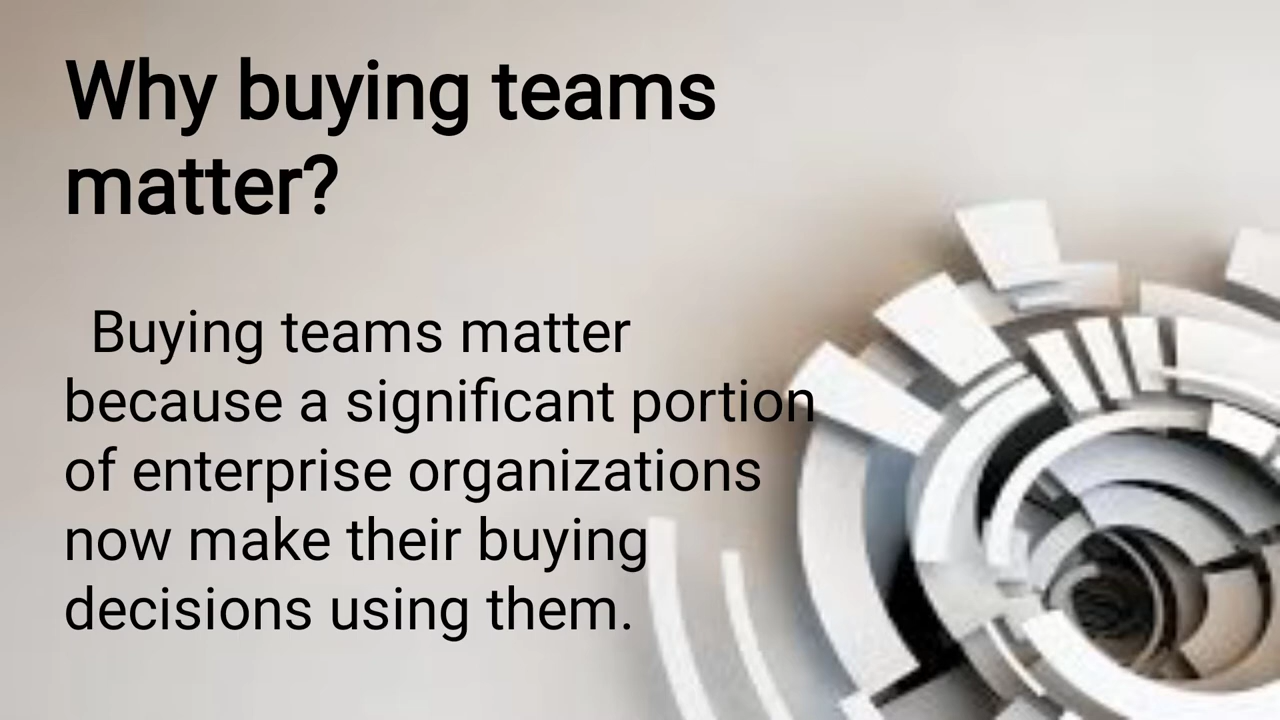 Why buying teams
matter?
Buying teams matter
because a significant portion
of enterprise organizations
now make their buying
decisions using them.